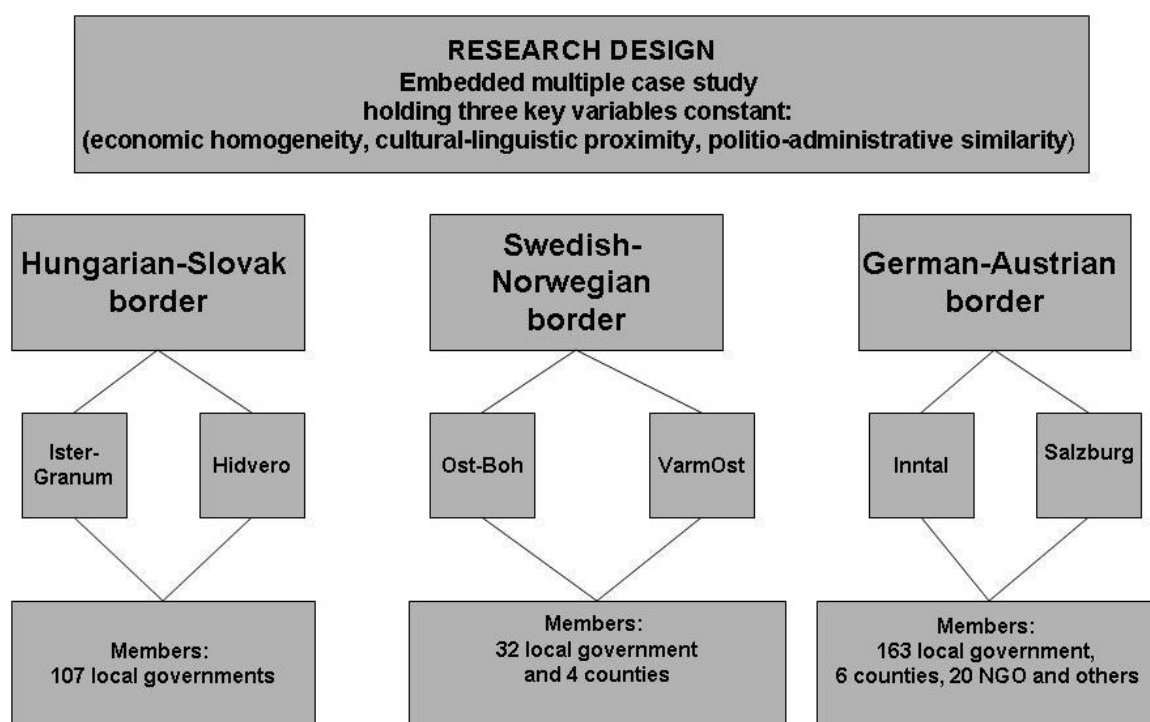 RESEARCH DESIGN
Embedded multiple case study
holding three key variables constant:
(economic homogeneity, cultural-linguistic proximity, politio-administrative similarity)
Hungarian-Slovak
border
Swedish-
Norwegian
border
German-Austrian
border
Ister-
Granum
Hidvero
Ost-Boh
VarmOst
Inntal
Salzburg
Members:
107 local governments
Members:
32 local government
and 4 counties
Members:
163 local government,
6 counties, 20 NGO and others